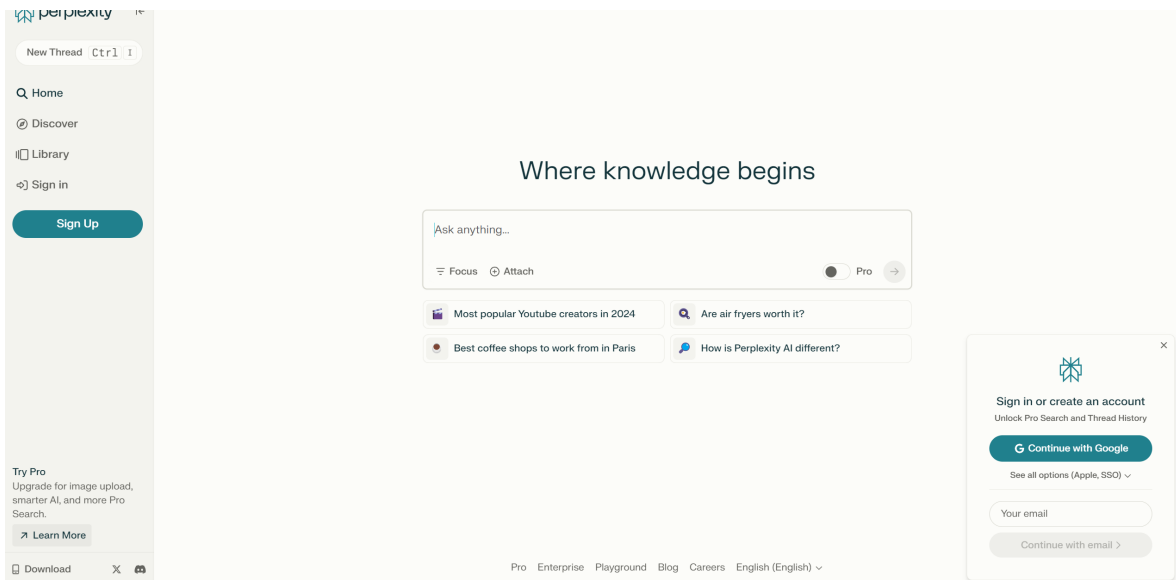 perplexity
New Thread Ctrl I
Home
Discover
Library
Sign in
Sign Up
Try Pro
Upgrade for image upload,
smarter AI, and more Pro
Search.
Learn More
Download
Where knowledge begins
Ask anything...
Focus Attach Pro
Most popular Youtube creators in 2024
Are air fryers worth it?
Best coffee shops to work from in Paris
How is Perplexity AI different?
Pro Enterprise Playground Blog Careers English (English)
Sign in or create an account
Unlock Pro Search and Thread History
Continue with Google
See all options (Apple, SSO)
Your email
Continue with email >